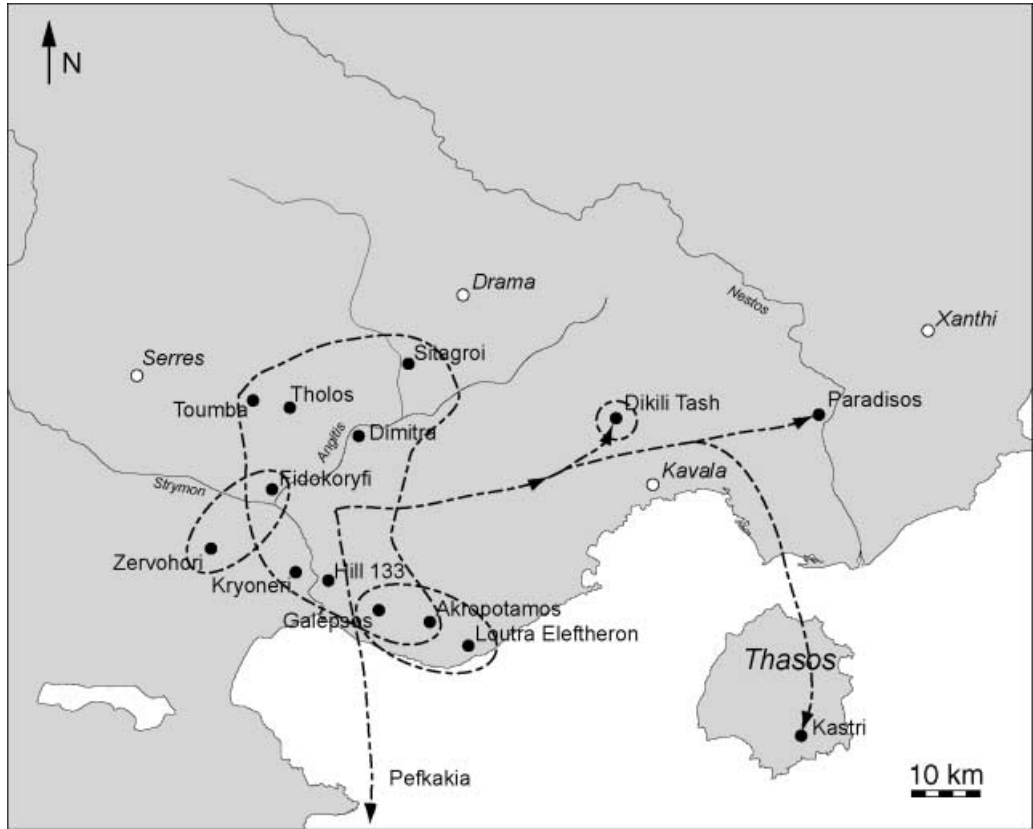 N
Drama
Nestos
Xanthi
Serres
Sitagroi
Toumba
Tholos
Dikili Tash
Paradisos
Angitis
Dimitra
Kavala
Strymon
Fidokoryfi
Zervohori
Kryoneri
Hill 133
Galepsos
Akropotamos
Loutra Eleftheron
Thasos
Kastri
Pefkakia
10 km